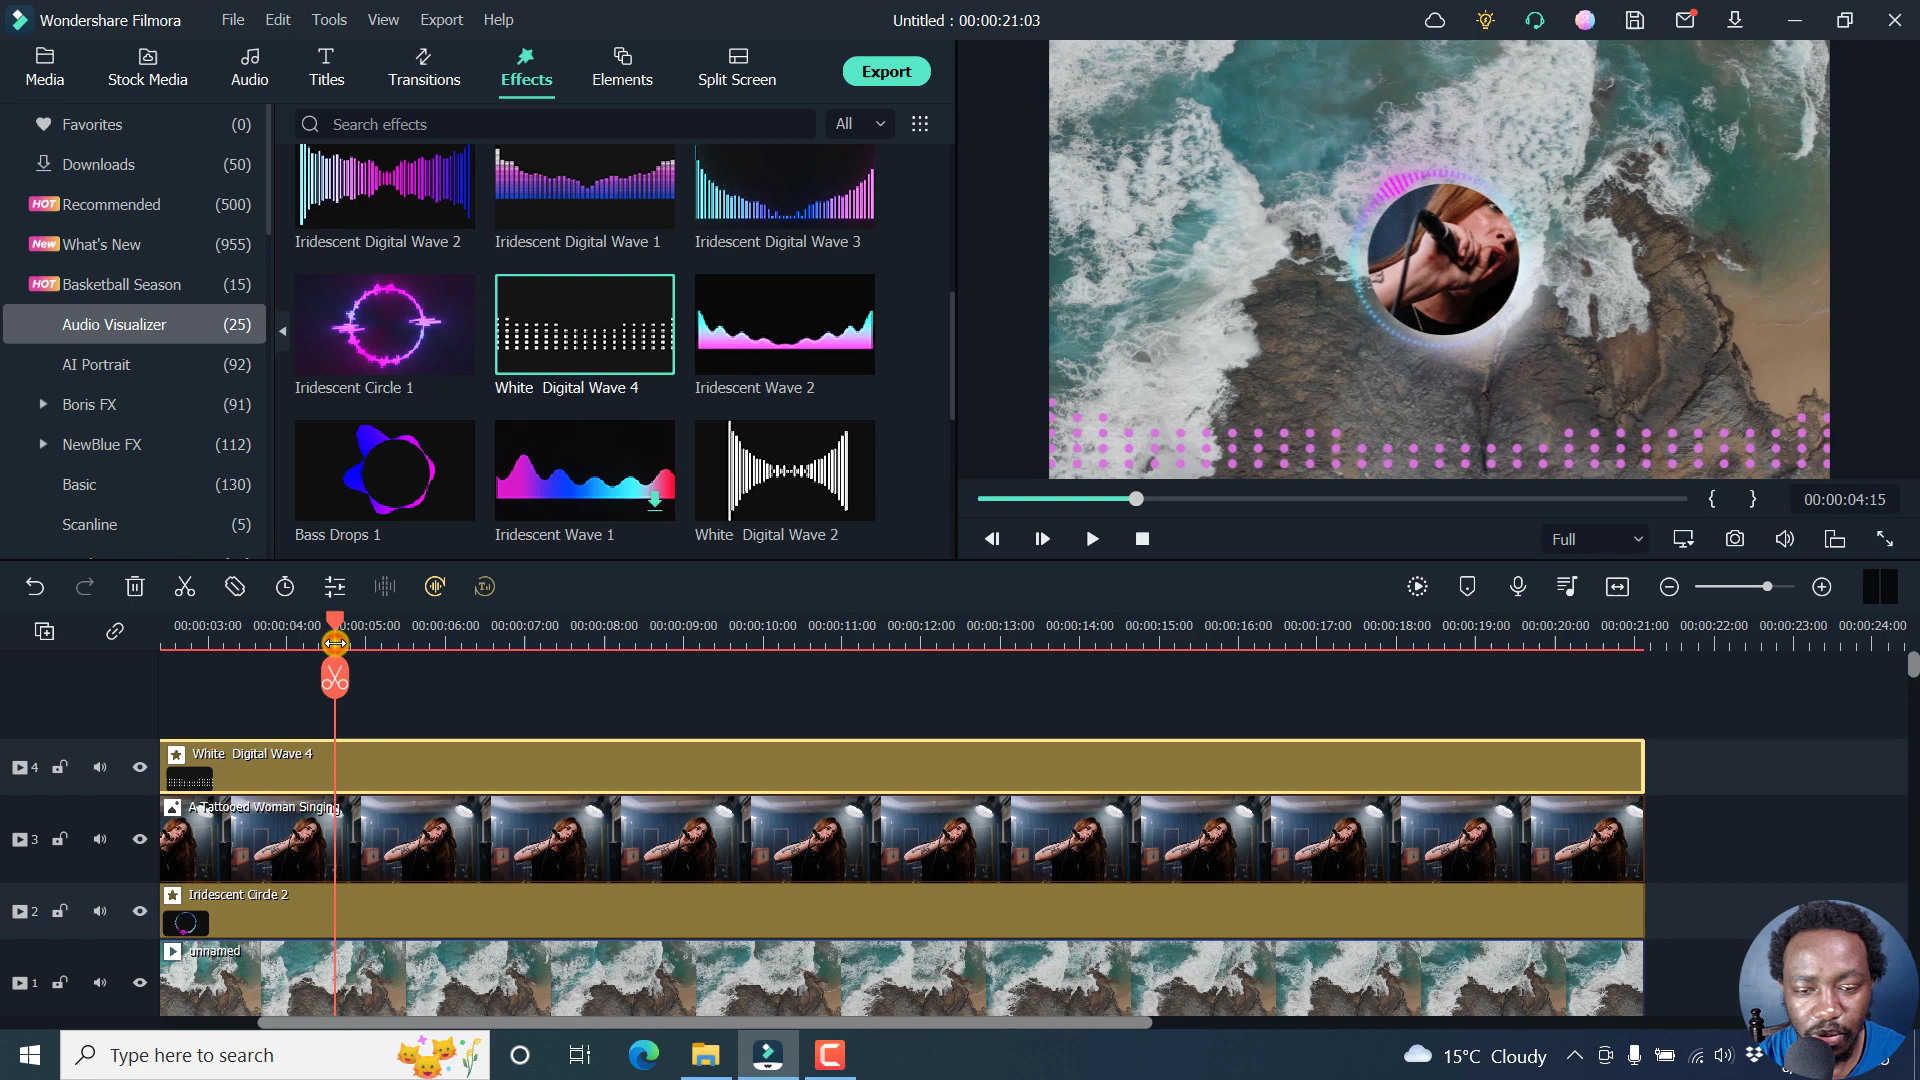 Wondershare Filmora File Edit Tools View Export Help Untitled : 00:00:21:03
Media Stock Media Audio Titles Transitions Effects Elements Split Screen Export
Search effects All
Favorites (0)
Downloads (50)
HOT Recommended (500)
New What's New (955)
HOT Basketball Season (15)
Audio Visualizer (25)
AI Portrait (92)
Boris FX (91)
NewBlue FX (112)
Basic (130)
Scanline (5)
Iridescent Digital Wave 2 Iridescent Digital Wave 1 Iridescent Digital Wave 3
Iridescent Circle 1 White Digital Wave 4 Iridescent Wave 2
Bass Drops 1 Iridescent Wave 1 White Digital Wave 2
{ } 00:00:04:15
Full
00:00:03:00 00:00:04:00 00:00:05:00 00:00:06:00 00:00:07:00 00:00:08:00 00:00:09:00 00:00:10:00 00:00:11:00 00:00:12:00 00:00:13:00 00:00:14:00 00:00:15:00 00:00:16:00 00:00:17:00 00:00:18:00 00:00:19:00 00:00:20:00 00:00:21:00 00:00:22:00 00:00:23:00 00:00:24:00
4 White Digital Wave 4
3 A Tattooed Woman Singing
2 Iridescent Circle 2
1 unnamed
Type here to search 15°C Cloudy